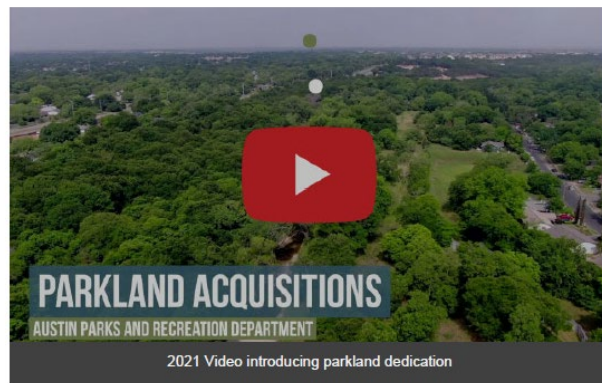 PARKLAND ACQUISITIONS
AUSTIN PARKS AND RECREATION DEPARTMENT
2021 Video introducing parkland dedication